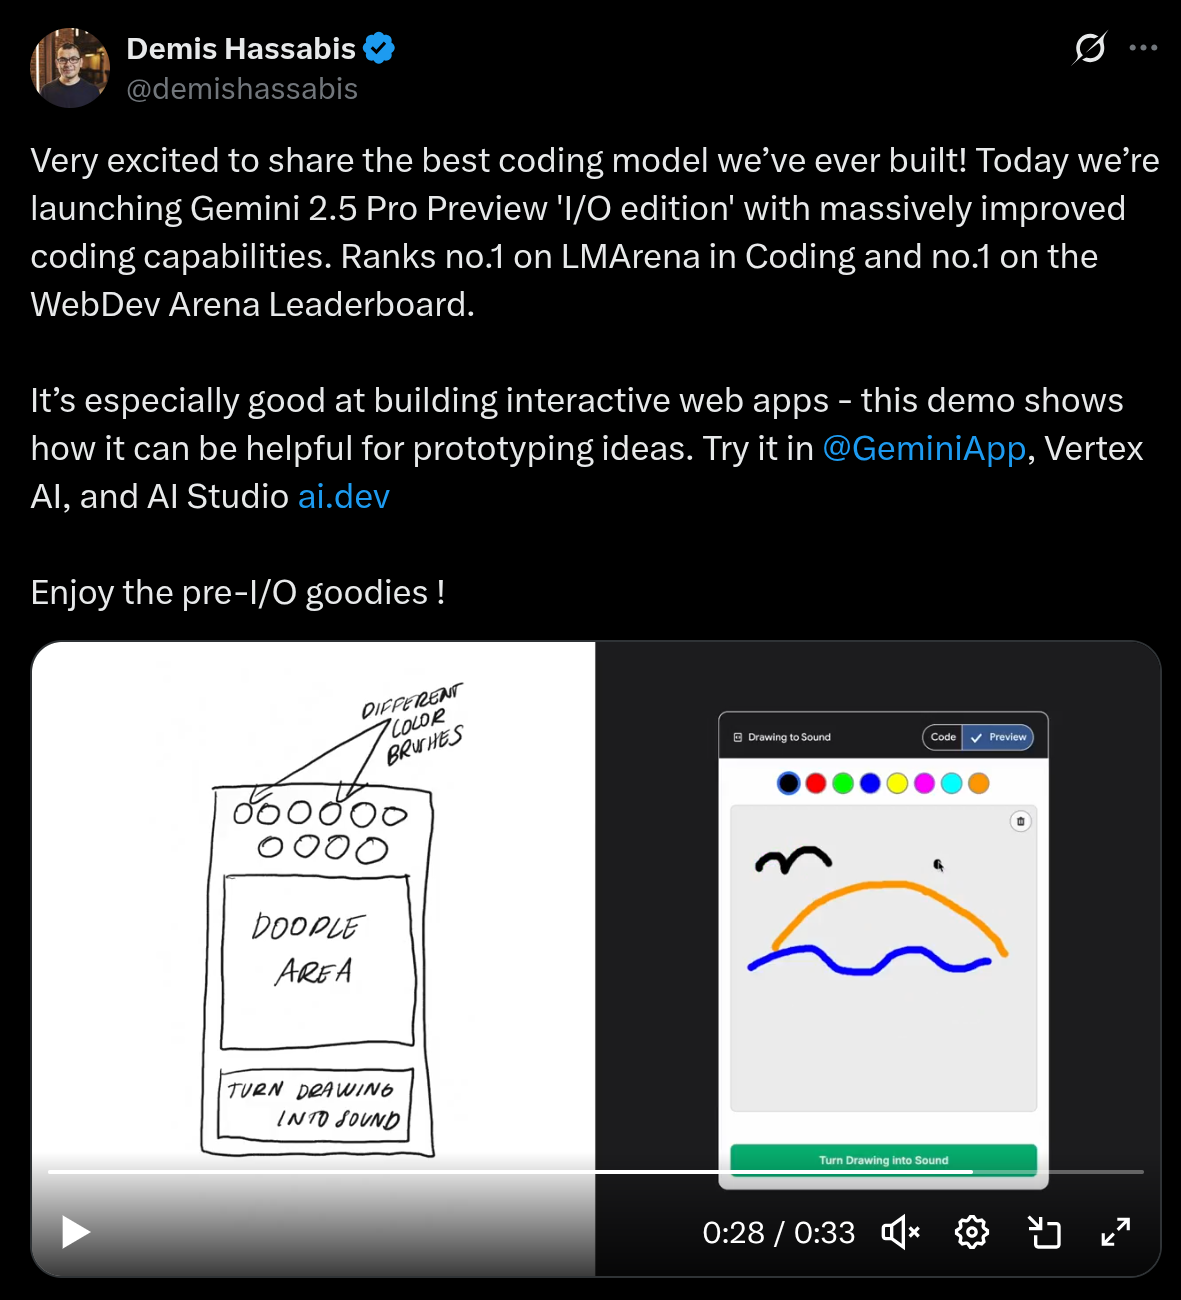 Demis Hassabis
@demishassabis
Very excited to share the best coding model we’ve ever built! Today we’re
launching Gemini 2.5 Pro Preview 'I/O edition' with massively improved
coding capabilities. Ranks no.1 on LMArena in Coding and no.1 on the
WebDev Arena Leaderboard.
It’s especially good at building interactive web apps - this demo shows
how it can be helpful for prototyping ideas. Try it in @GeminiApp, Vertex
AI, and AI Studio ai.dev
Enjoy the pre-I/O goodies !
DIFFERENT
COLOR
BRUSHES
DOODLE
AREA
TURN DRAWING
INTO SOUND
Drawing to Sound
Code
Preview
Turn Drawing into Sound
0:28 / 0:33